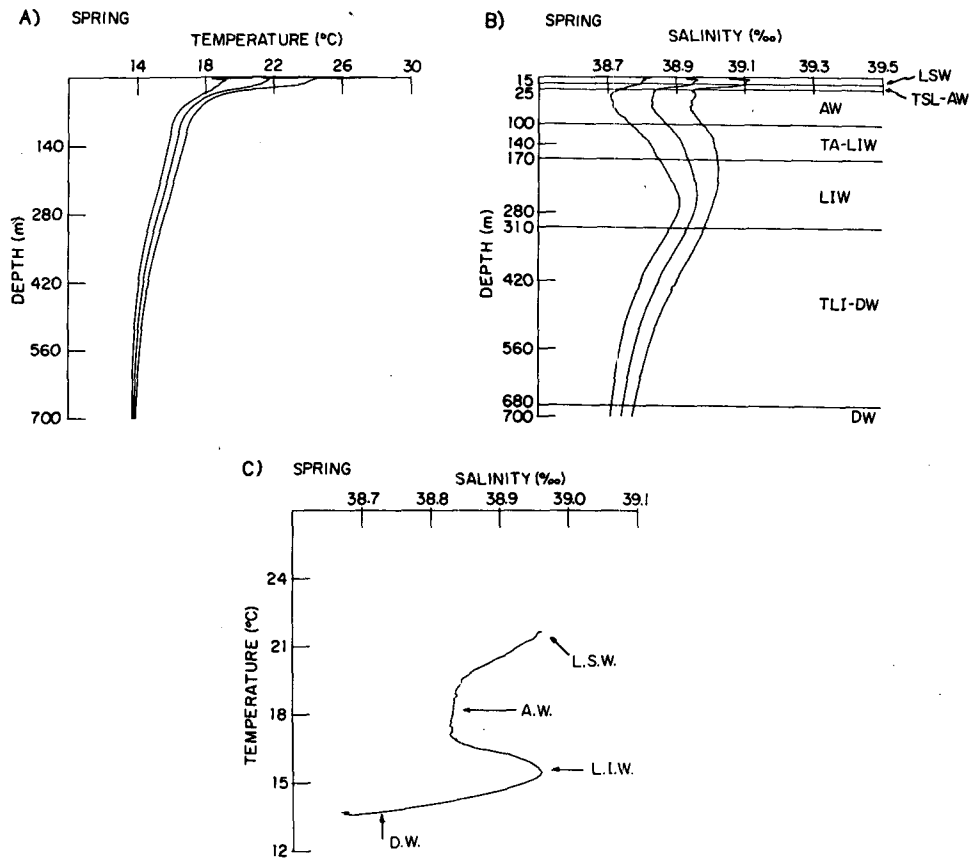 A) SPRING
TEMPERATURE (°C)
14 18 22 26 30
DEPTH (m)
140
280
420
560
700
B) SPRING
SALINITY (‰)
38.7 38.9 39.1 39.3 39.5
DEPTH (m)
15
25
100
140
170
280
310
420
560
680
700
LSW
TSL-AW
AW
TA-LIW
LIW
TLI-DW
DW
C) SPRING
SALINITY (‰)
38.7 38.8 38.9 39.0 39.1
TEMPERATURE (°C)
24
21
18
15
12
L.S.W.
A.W.
L.I.W.
D.W.